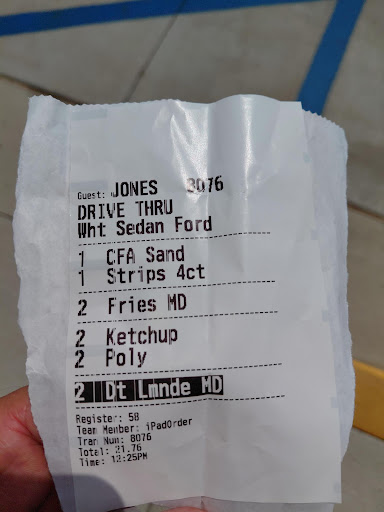 Guest: JONES 8076
DRIVE THRU
Wht Sedan Ford
1 CFA Sand
1 Strips 4ct
2 Fries MD
2 Ketchup
2 Poly
2 Dt Lmnde MD
Register: 58
Team Member: iPadOrder
Tran Num: 8076
Total: 21.76
Time: 12:25PM